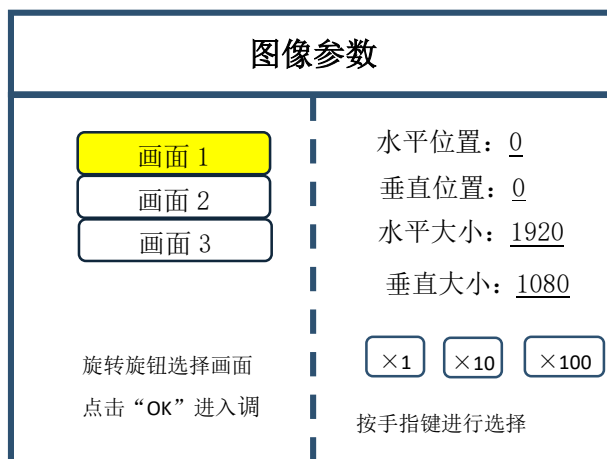 图像参数
画面 1
画面 2
画面 3
旋转旋钮选择画面
点击“OK”进入调
水平位置：0
垂直位置：0
水平大小：1920
垂直大小：1080
×1 ×10 ×100
按手指键进行选择